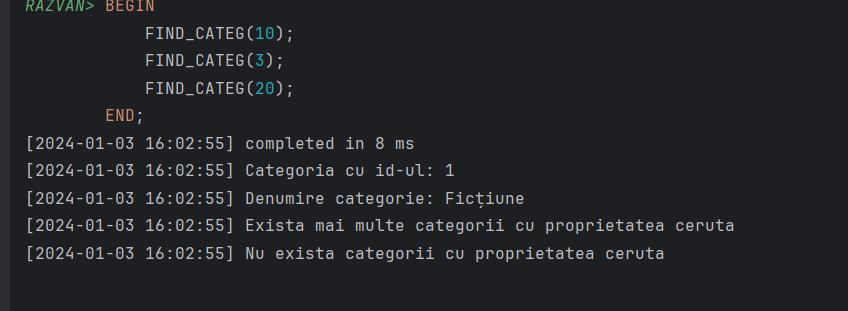 RAZVAN> BEGIN
FIND_CATEG(10);
FIND_CATEG(3);
FIND_CATEG(20);
END;
[2024-01-03 16:02:55] completed in 8 ms
[2024-01-03 16:02:55] Categoria cu id-ul: 1
[2024-01-03 16:02:55] Denumire categorie: Ficțiune
[2024-01-03 16:02:55] Exista mai multe categorii cu proprietatea ceruta
[2024-01-03 16:02:55] Nu exista categorii cu proprietatea ceruta